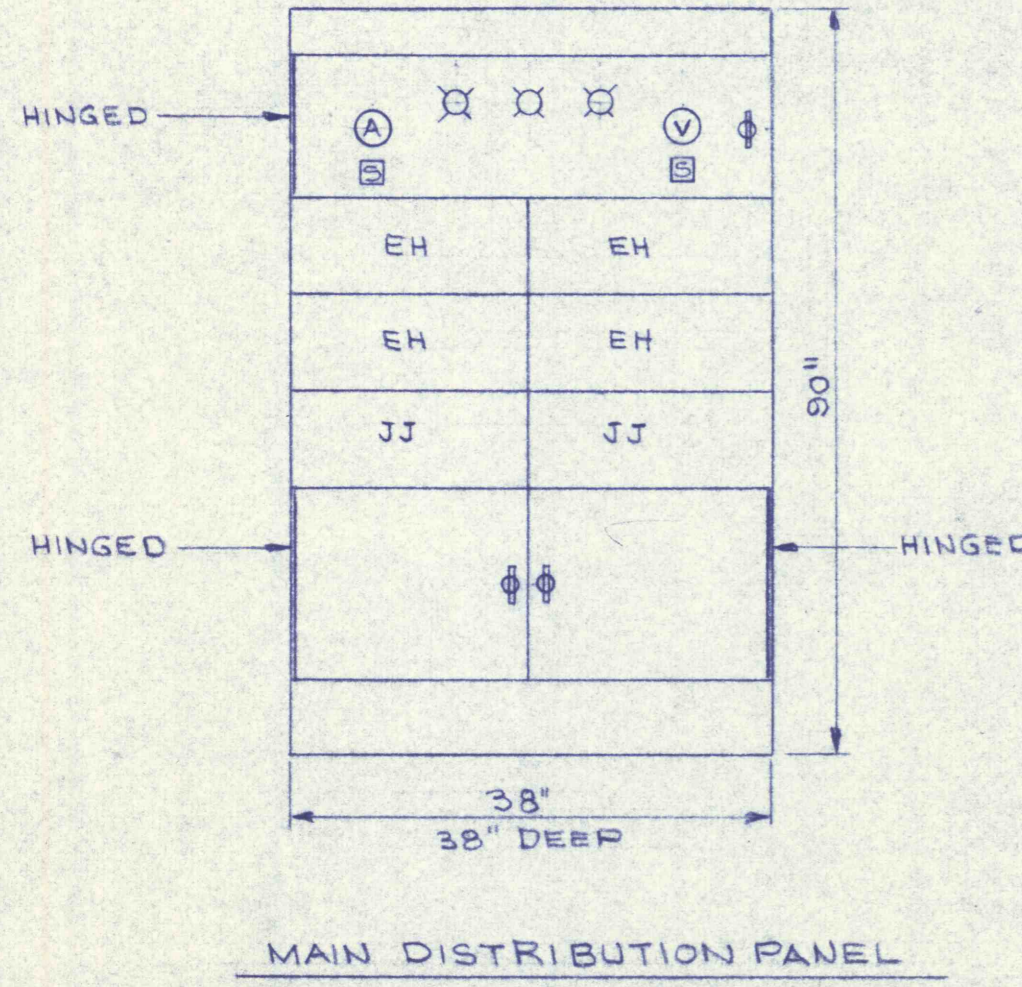 HINGED
A V
S S
EH EH
EH EH
JJ JJ
90"
HINGED HINGED
38"
38" DEEP
MAIN DISTRIBUTION PANEL